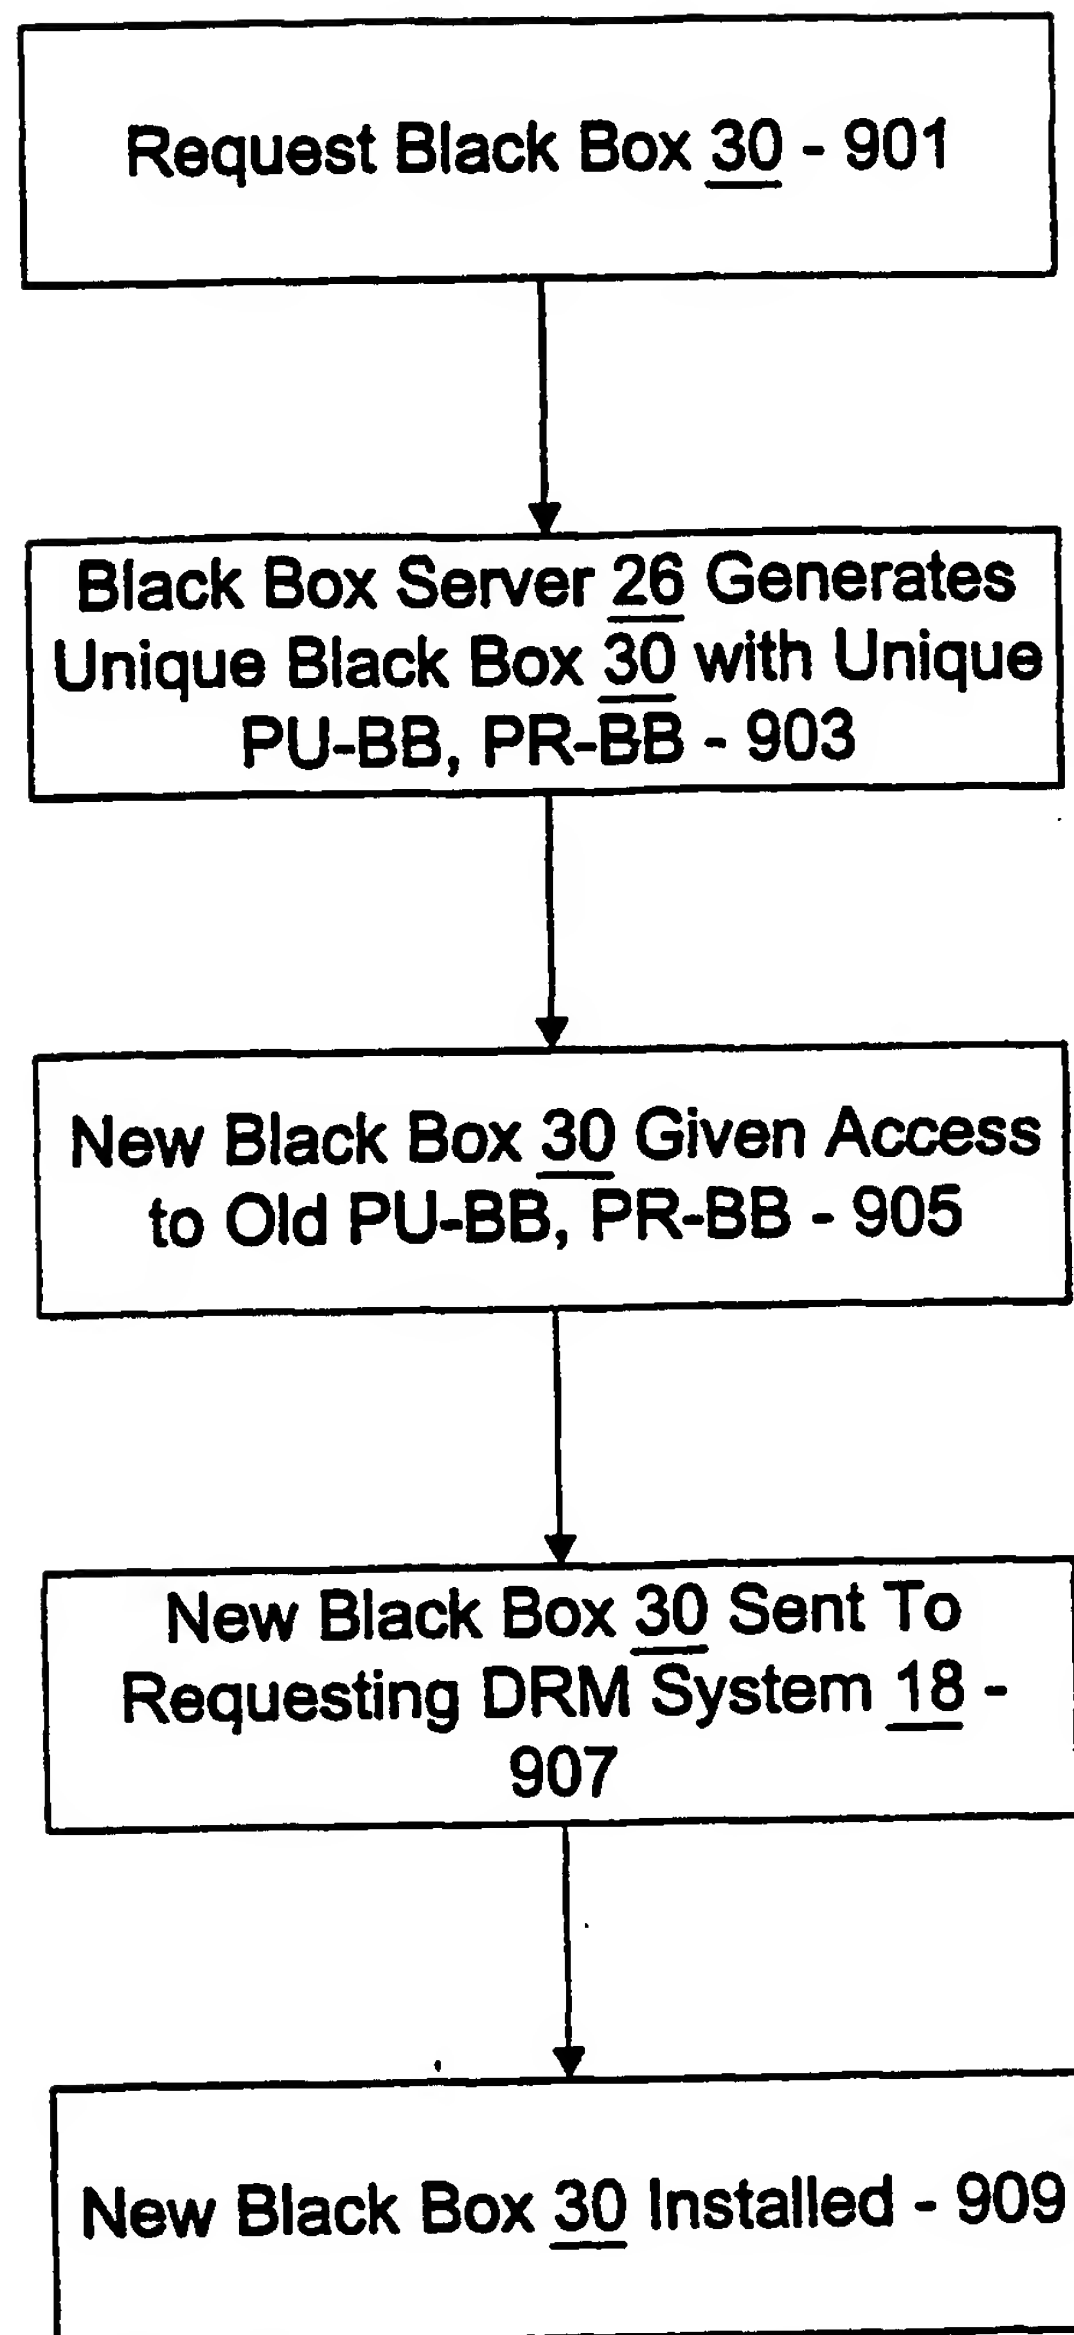 Request Black Box 30 - 901
Black Box Server 26 Generates
Unique Black Box 30 with Unique
PU-BB, PR-BB - 903
New Black Box 30 Given Access
to Old PU-BB, PR-BB - 905
New Black Box 30 Sent To
Requesting DRM System 18 -
907
New Black Box 30 Installed - 909